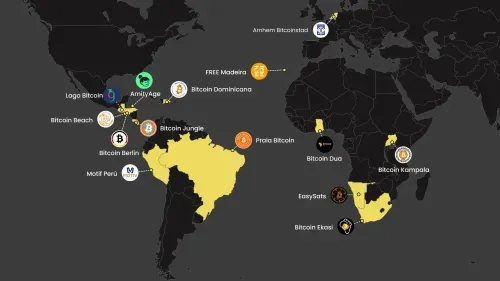 Arnhem Bitcoinstad
FREE Madeira
Lago Bitcoin
AmityAge
Bitcoin Dominicana
Bitcoin Beach
Bitcoin Jungle
Bitcoin Berlín
Praia Bitcoin
Motif Perú
Bitcoin Dua
Bitcoin Kampala
EasySats
Bitcoin Ekasi